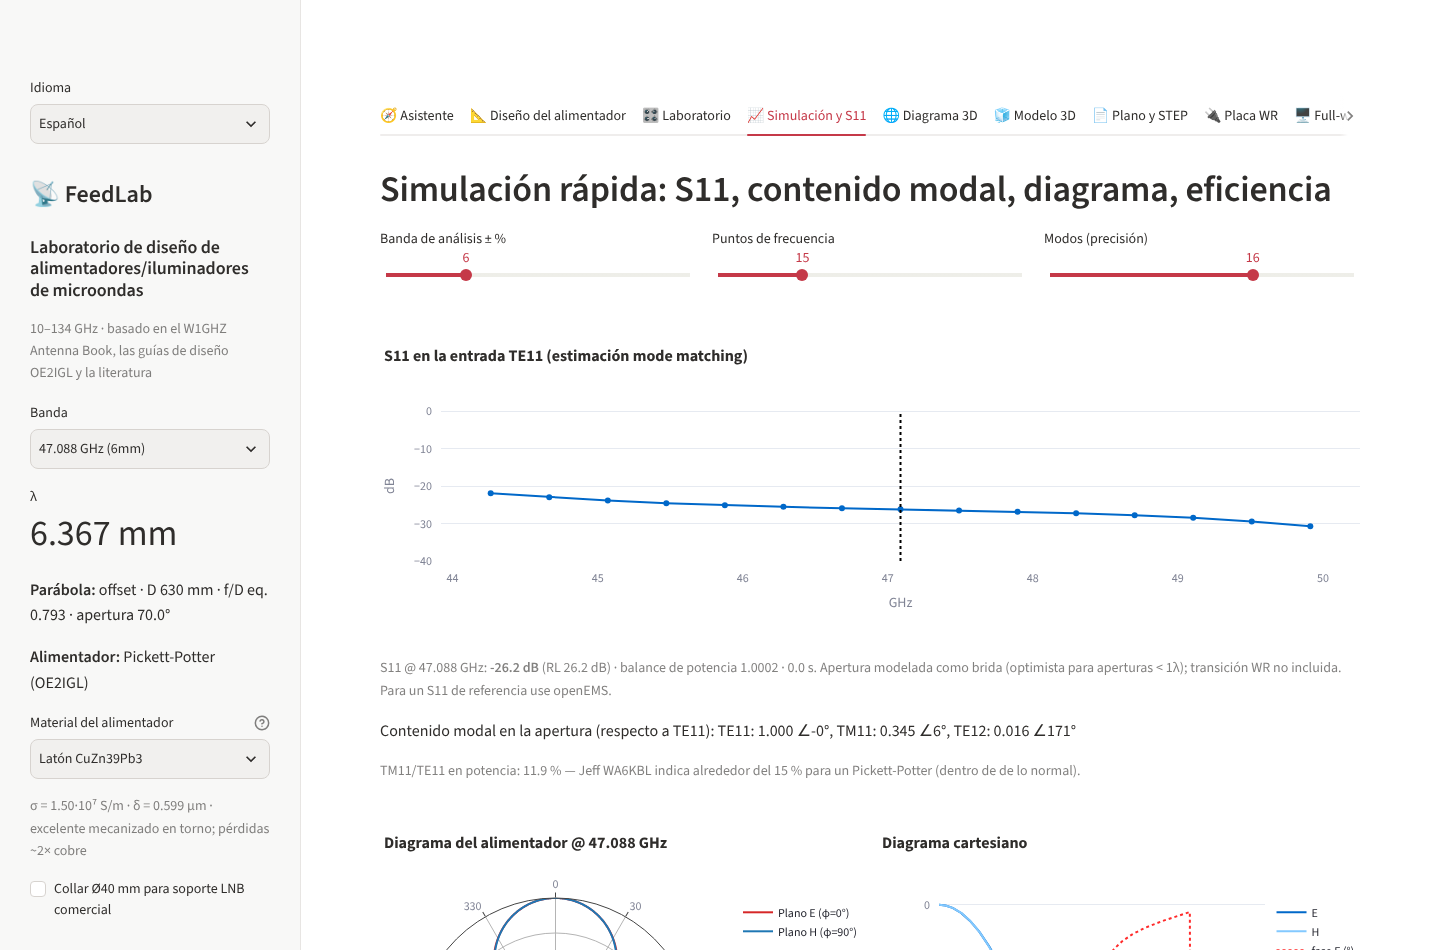 Idioma
Español
📡 FeedLab
Laboratorio de diseño de
alimentadores/iluminadores
de microondas
10–134 GHz · basado en el W1GHZ
Antenna Book, las guías de diseño
OE2IGL y la literatura
Banda
47.088 GHz (6mm)
λ
6.367 mm
Parábola: offset · D 630 mm · f/D eq.
0.793 · apertura 70.0°
Alimentador: Pickett-Potter
(OE2IGL)
Material del alimentador
Latón CuZn39Pb3
σ = 1.50·10⁷ S/m · δ = 0.599 µm ·
excelente mecanizado en torno; pérdidas
~2× cobre
Collar Ø40 mm para soporte LNB
comercial
🧭 Asistente 📐 Diseño del alimentador 🎛️ Laboratorio 📈 Simulación y S11 🌐 Diagrama 3D 🧊 Modelo 3D 📄 Plano y STEP 🔌 Placa WR 🖥️ Full-w
Simulación rápida: S11, contenido modal, diagrama, eficiencia
Banda de análisis ± % Puntos de frecuencia Modos (precisión)
6 15 16
S11 en la entrada TE11 (estimación mode matching)
0
−10
−20
−30
−40
dB
44 45 46 47 48 49 50
GHz
S11 @ 47.088 GHz: -26.2 dB (RL 26.2 dB) · balance de potencia 1.0002 · 0.0 s. Apertura modelada como brida (optimista para aperturas < 1λ); transición WR no incluida.
Para un S11 de referencia use openEMS.
Contenido modal en la apertura (respecto a TE11): TE11: 1.000 ∠-0°, TM11: 0.345 ∠6°, TE12: 0.016 ∠171°
TM11/TE11 en potencia: 11.9 % — Jeff WA6KBL indica alrededor del 15 % para un Pickett-Potter (dentro de de lo normal).
Diagrama del alimentador @ 47.088 GHz
0
330 30
Plano E (ϕ=0°)
Plano H (ϕ=90°)
Diagrama cartesiano
0
E
H